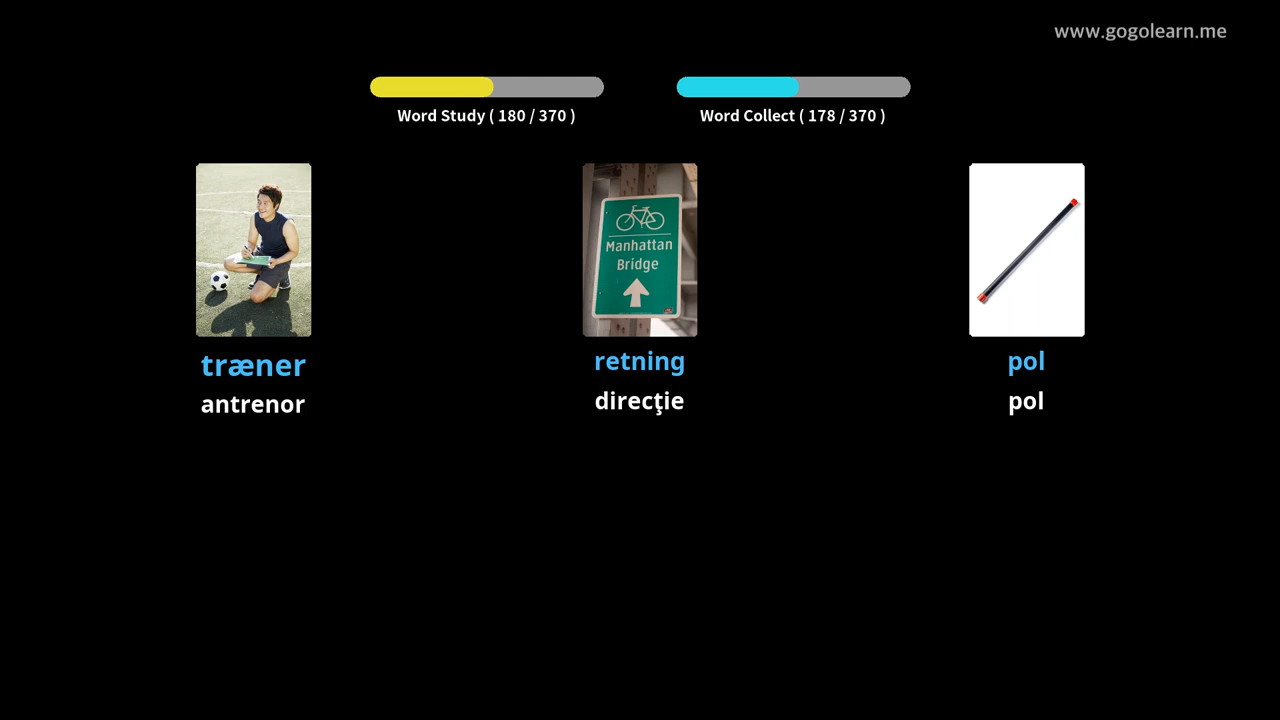 www.gogolearn.me
Word Study ( 180 / 370 )
Word Collect ( 178 / 370 )
Manhattan
Bridge
træner
retning
pol
antrenor
direcţie
pol